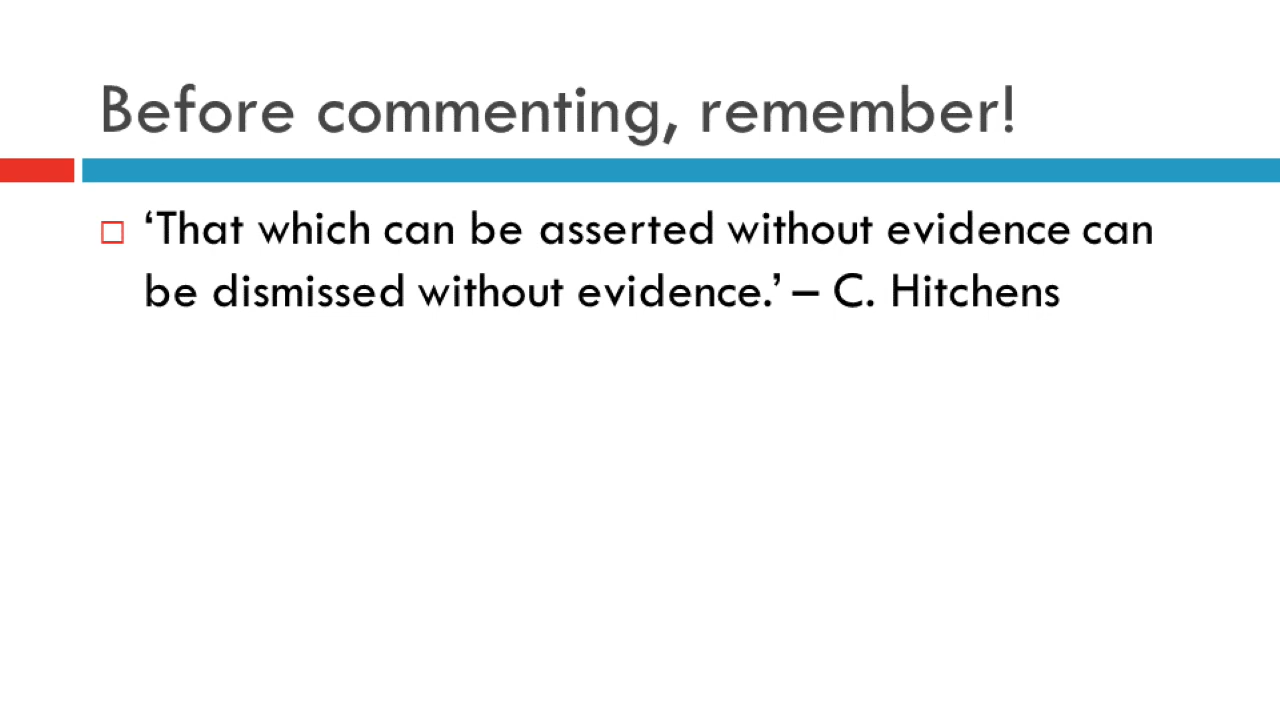 Before commenting, remember!
‘That which can be asserted without evidence can
be dismissed without evidence.’ – C. Hitchens